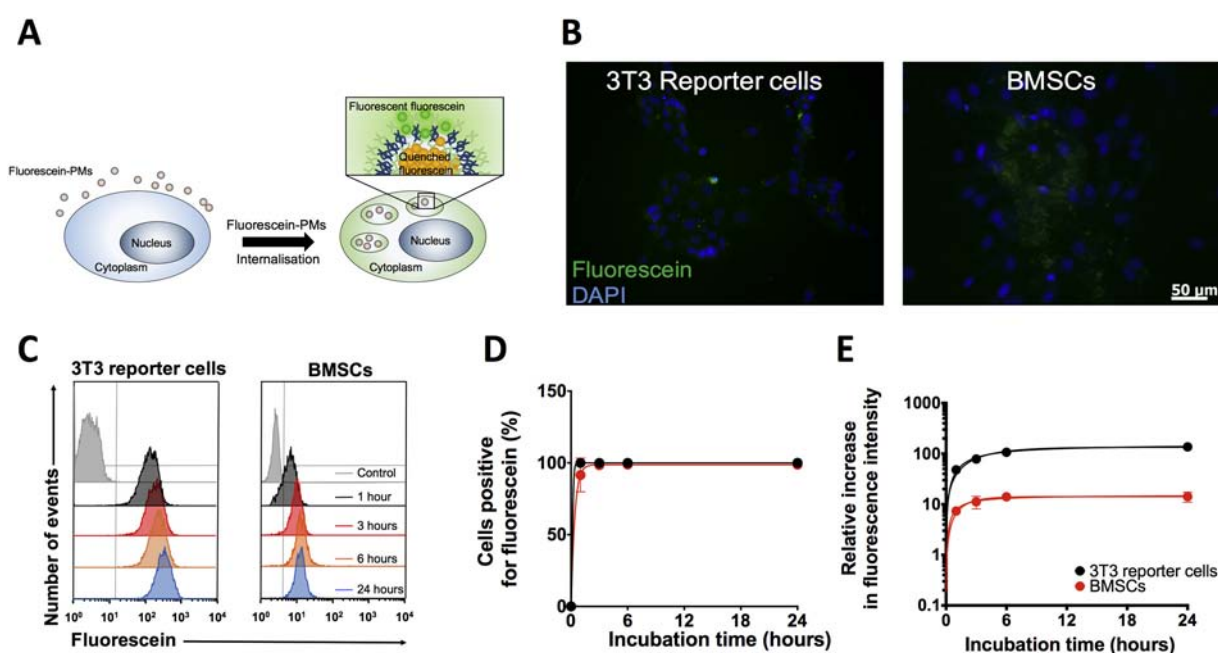 A
Fluorescein-PMs
Nucleus
Cytoplasm
Fluorescein-PMs
Internalisation
Fluorescent fluorescein
Quenched
fluorescein
Nucleus
Cytoplasm
B
3T3 Reporter cells
Fluorescein
DAPI
BMSCs
50 µm
C
3T3 reporter cells
BMSCs
Number of events
Control
1 hour
3 hours
6 hours
24 hours
10⁰ 10¹ 10² 10³ 10⁴
10⁰ 10¹ 10² 10³ 10⁴
Fluorescein
D
Cells positive
for fluorescein (%)
150
100
50
0
0 6 12 18 24
Incubation time (hours)
E
Relative increase
in fluorescence intensity
1000
100
10
1
0.1
3T3 reporter cells
BMSCs
0 6 12 18 24
Incubation time (hours)